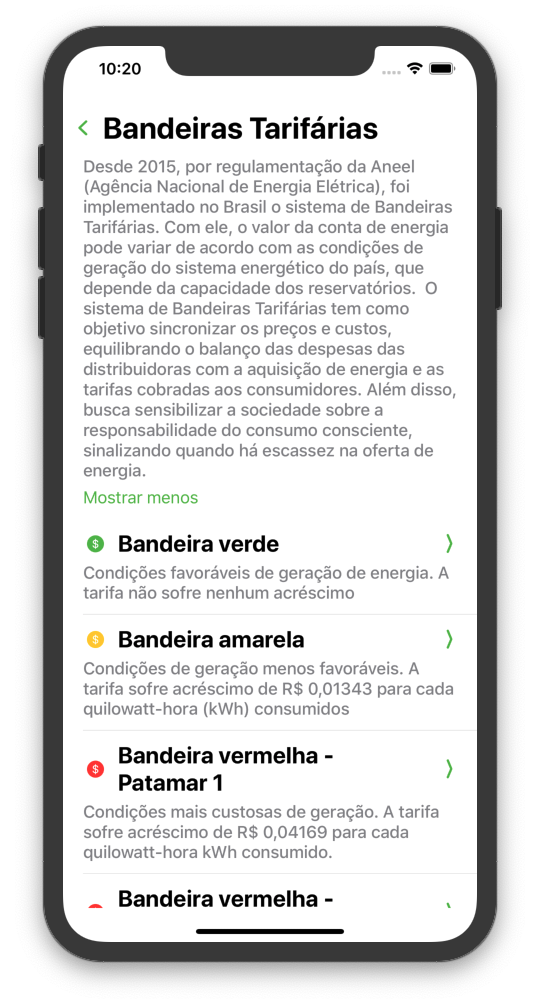 10:20
Bandeiras Tarifárias
Desde 2015, por regulamentação da Aneel
(Agência Nacional de Energia Elétrica), foi
implementado no Brasil o sistema de Bandeiras
Tarifárias. Com ele, o valor da conta de energia
pode variar de acordo com as condições de
geração do sistema energético do país, que
depende da capacidade dos reservatórios.  O
sistema de Bandeiras Tarifárias tem como
objetivo sincronizar os preços e custos,
equilibrando o balanço das despesas das
distribuidoras com a aquisição de energia e as
tarifas cobradas aos consumidores. Além disso,
busca sensibilizar a sociedade sobre a
responsabilidade do consumo consciente,
sinalizando quando há escassez na oferta de
energia.
Mostrar menos
$ Bandeira verde
Condições favoráveis de geração de energia. A
tarifa não sofre nenhum acréscimo
$ Bandeira amarela
Condições de geração menos favoráveis. A
tarifa sofre acréscimo de R$ 0,01343 para cada
quilowatt-hora (kWh) consumidos
$ Bandeira vermelha -
Patamar 1
Condições mais custosas de geração. A tarifa
sofre acréscimo de R$ 0,04169 para cada
quilowatt-hora kWh consumido.
Bandeira vermelha -